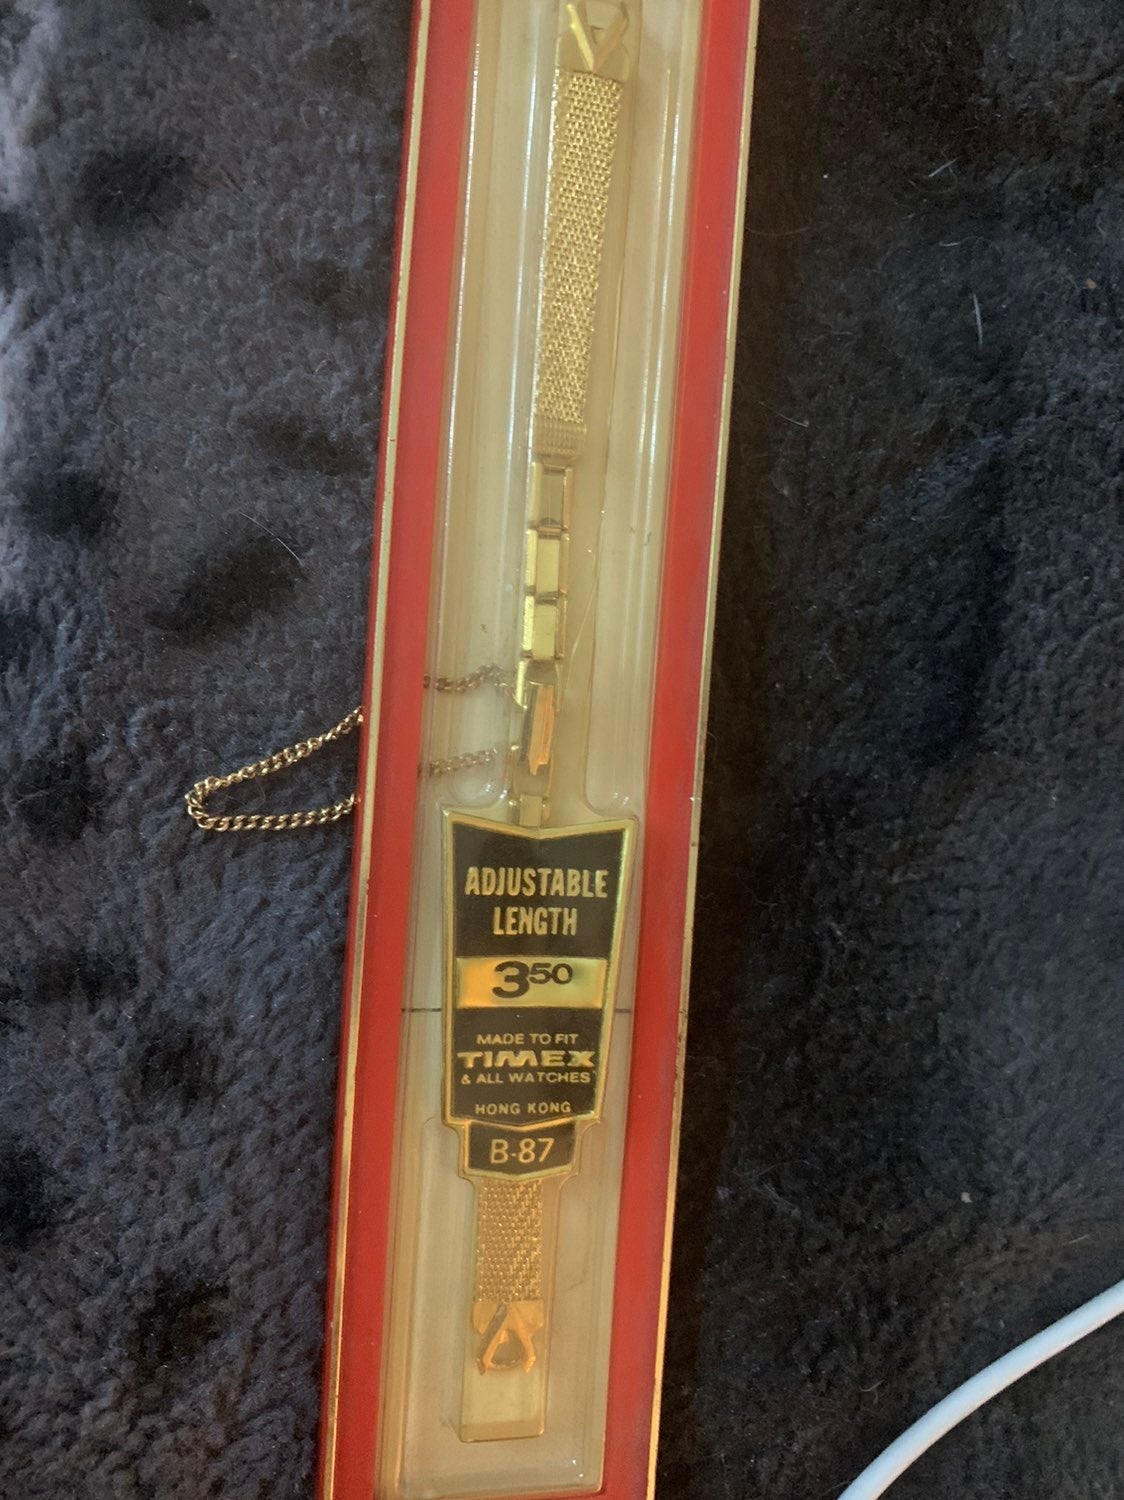 ADJUSTABLE
LENGTH
350
MADE TO FIT
TIMEX
& ALL WATCHES
HONG KONG
B-87